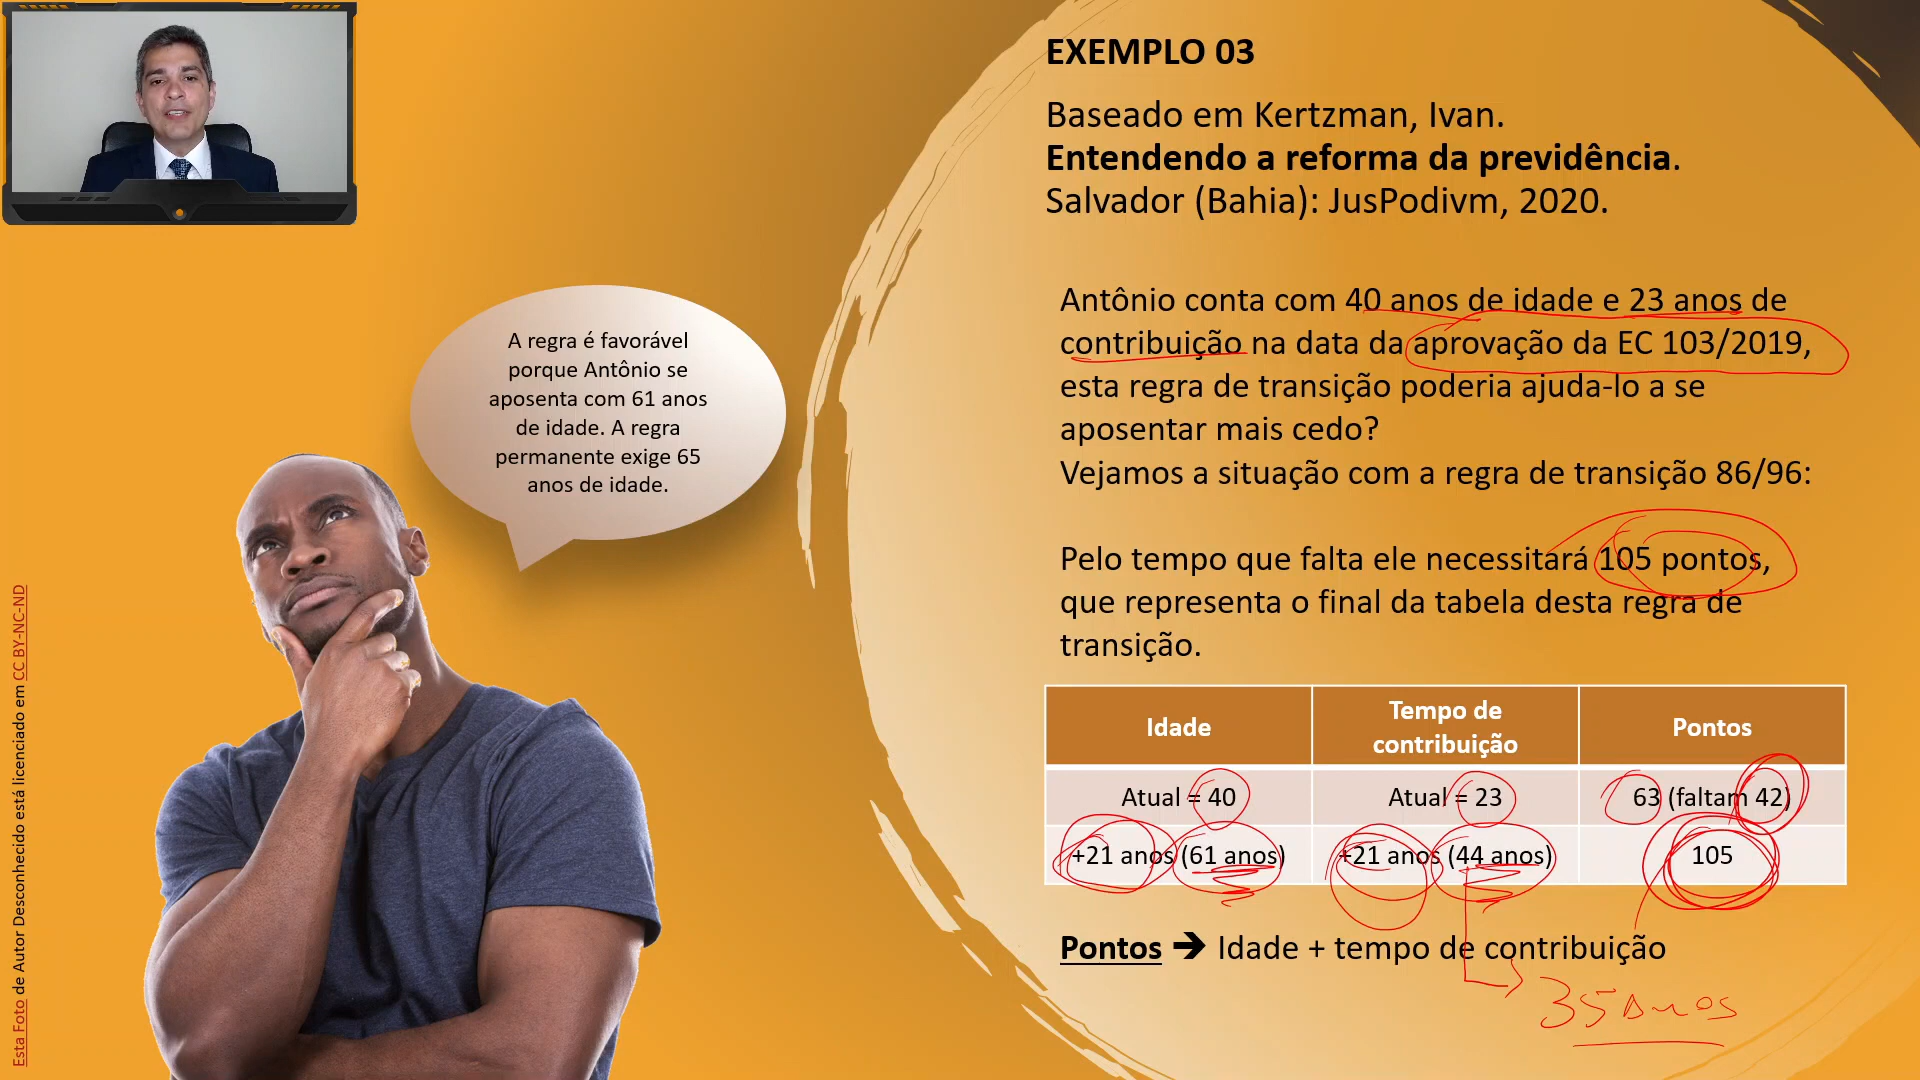 EXEMPLO 03
Baseado em Kertzman, Ivan.
Entendendo a reforma da previdência.
Salvador (Bahia): JusPodivm, 2020.
Antônio conta com 40 anos de idade e 23 anos de
contribuição na data da aprovação da EC 103/2019,
esta regra de transição poderia ajuda-lo a se
aposentar mais cedo?
Vejamos a situação com a regra de transição 86/96:
Pelo tempo que falta ele necessitará 105 pontos,
que representa o final da tabela desta regra de
transição.
A regra é favorável
porque Antônio se
aposenta com 61 anos
de idade. A regra
permanente exige 65
anos de idade.
Idade
Tempo de
contribuição
Pontos
Atual = 40
Atual = 23
63 (faltam 42)
+21 anos (61 anos)
+21 anos (44 anos)
105
Pontos ➔ Idade + tempo de contribuição
35 anos
Esta Foto de Autor Desconhecido está licenciado em CC BY-NC-ND